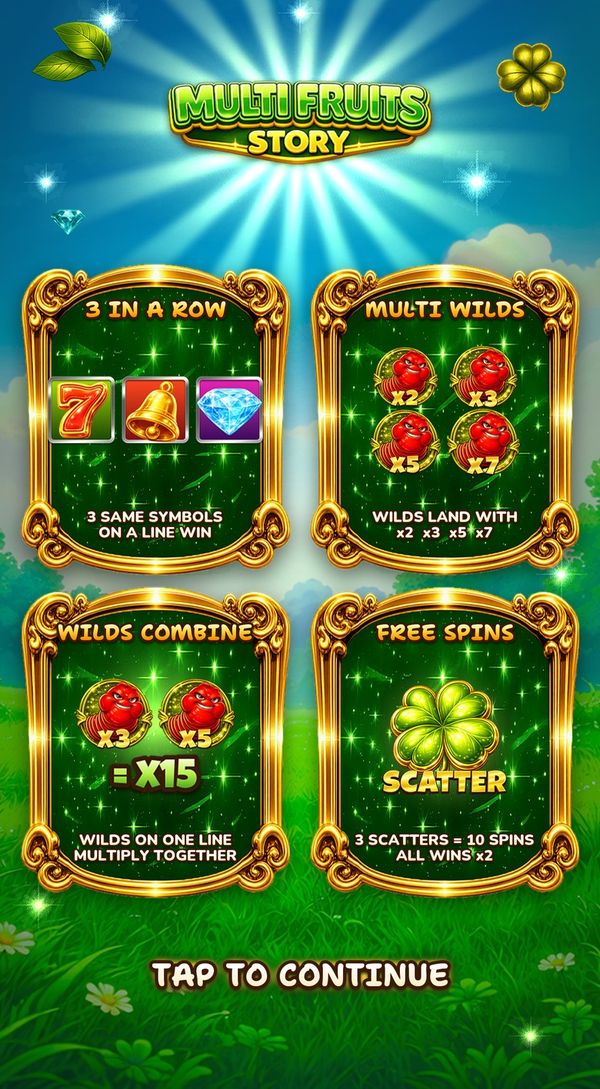 MULTI FRUITS
STORY
3 IN A ROW
7
3 SAME SYMBOLS
ON A LINE WIN
MULTI WILDS
x2 x3
x5 x7
WILDS LAND WITH
x2 x3 x5 x7
WILDS COMBINE
x3 x5
= X15
WILDS ON ONE LINE
MULTIPLY TOGETHER
FREE SPINS
SCATTER
3 SCATTERS = 10 SPINS
ALL WINS x2
TAP TO CONTINUE